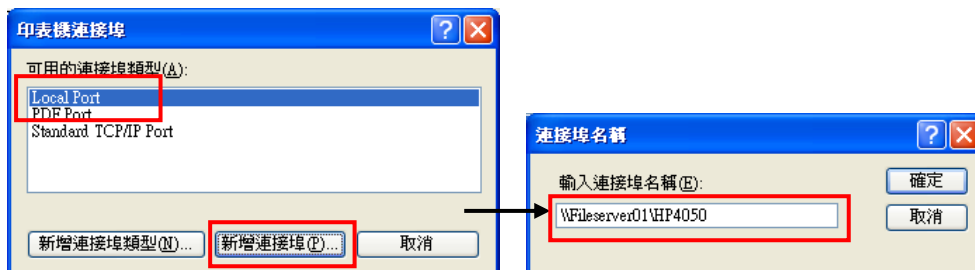 印表機連接埠
可用的連接埠類型(A):
Local Port
PDF Port
Standard TCP/IP Port
新增連接埠類型(N)...
新增連接埠(P)...
取消
連接埠名稱
輸入連接埠名稱(E):
\\Fileserver01\HP4050
確定
取消